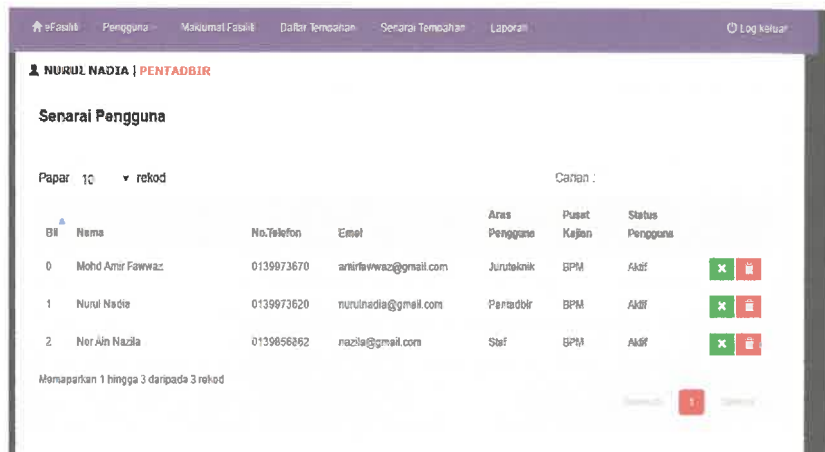 eFasiliti Pengguna Maklumat Fasiliti Daftar Tempahan Senarai Tempahan Laporan Log keluar
NURUL NADIA | PENTADBIR
Senarai Pengguna
Papar 10 rekod Carian :
Bil Nama No.Telefon Emel Aras Pengguna Pusat Kajian Status Pengguna
0 Mohd Amir Fawwaz 0139973670 amirfawwaz@gmail.com Juruteknik BPM Aktif
1 Nurul Nadia 0139973620 nurulnadia@gmail.com Pentadbir BPM Aktif
2 Nor Ain Nazila 0139856262 nazila@gmail.com Staf BPM Aktif
Memaparkan 1 hingga 3 daripada 3 rekod
1